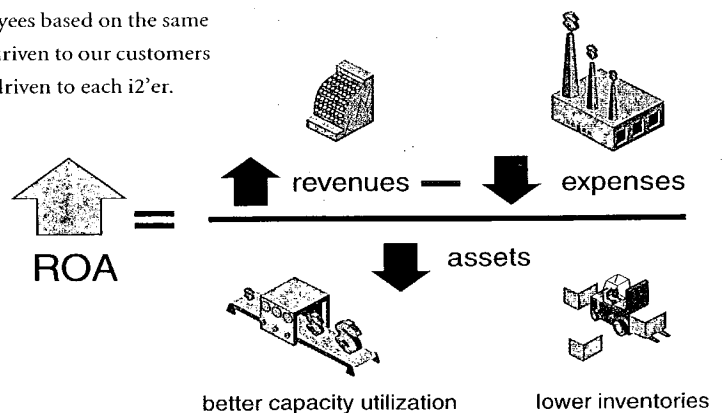 yees based on the same
riven to our customers
driven to each i2'er.
revenues — expenses
ROA = assets
better capacity utilization lower inventories